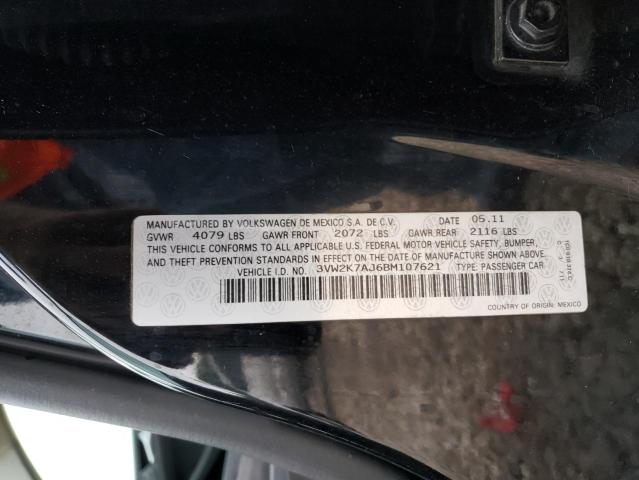 MANUFACTURED BY VOLKSWAGEN DE MEXICO S.A. DE C.V. DATE 05.11
GVWR 4079 LBS GAWR FRONT 2072 LBS GAWR REAR 2116 LBS
THIS VEHICLE CONFORMS TO ALL APPLICABLE U.S. FEDERAL MOTOR VEHICLE SAFETY, BUMPER,
AND THEFT PREVENTION STANDARDS IN EFFECT ON THE DATE OF MANUFACTURE SHOWN ABOVE.
VEHICLE I.D. NO. 3VW2K7AJ6BM107621 TYPE: PASSENGER CAR
COUNTRY OF ORIGIN: MEXICO